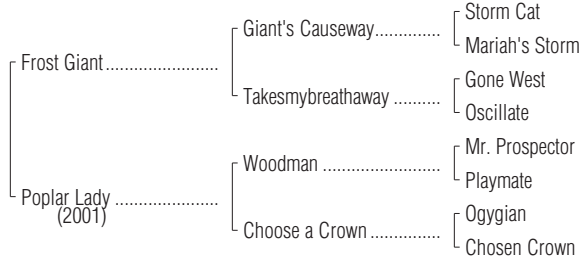 Storm Cat
Giant's Causeway..............
Mariah's Storm
Frost Giant........................
Gone West
Takesmybreathaway ..........
Oscillate
Mr. Prospector
Woodman .........................
Playmate
Poplar Lady ......................
(2001)
Ogygian
Choose a Crown ...............
Chosen Crown